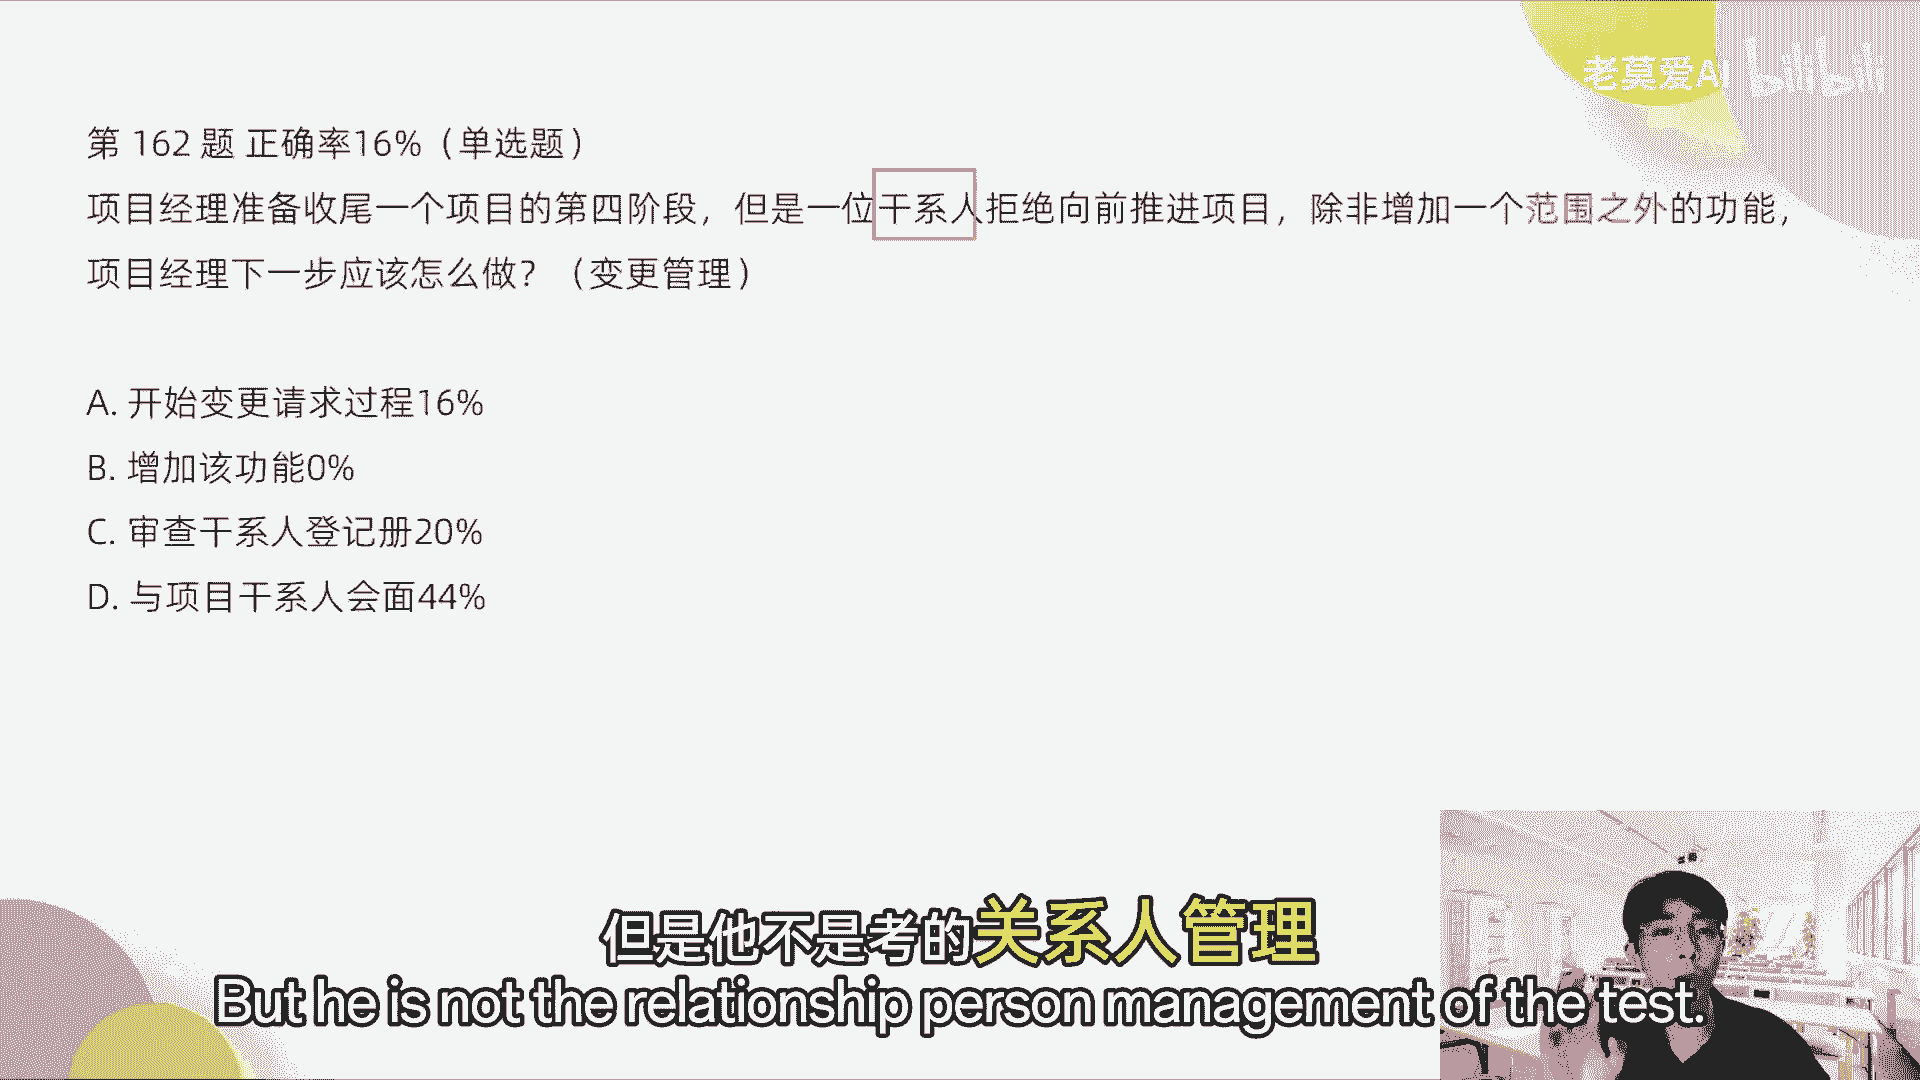 老莫爱AI bilibili
第 162 题 正确率16%（单选题）
项目经理准备收尾一个项目的第四阶段，但是一位干系人拒绝向前推进项目，除非增加一个范围之外的功能，
项目经理下一步应该怎么做？（变更管理）
A. 开始变更请求过程16%
B. 增加该功能0%
C. 审查干系人登记册20%
D. 与项目干系人会面44%
但是他不是考的关系人管理
But he is not the relationship person management of the test.